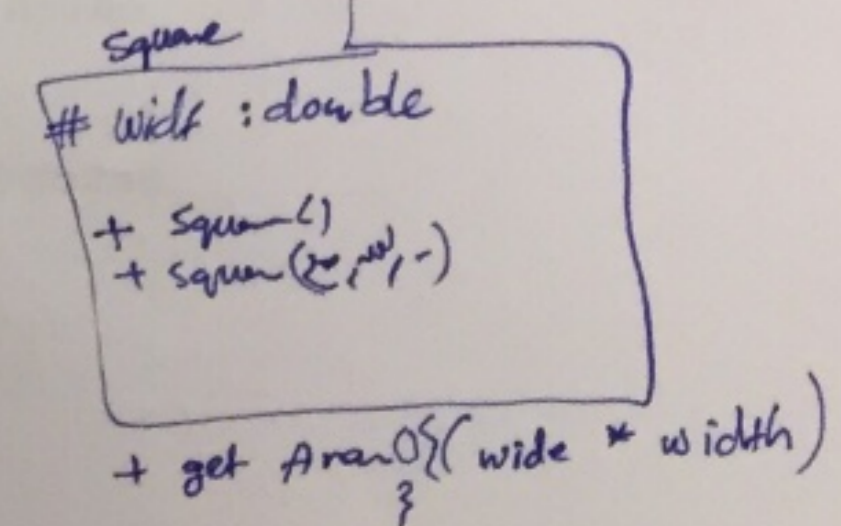 square
# widt : double
+ Square()
+ square(
+ get Area(){(wide * width)
}